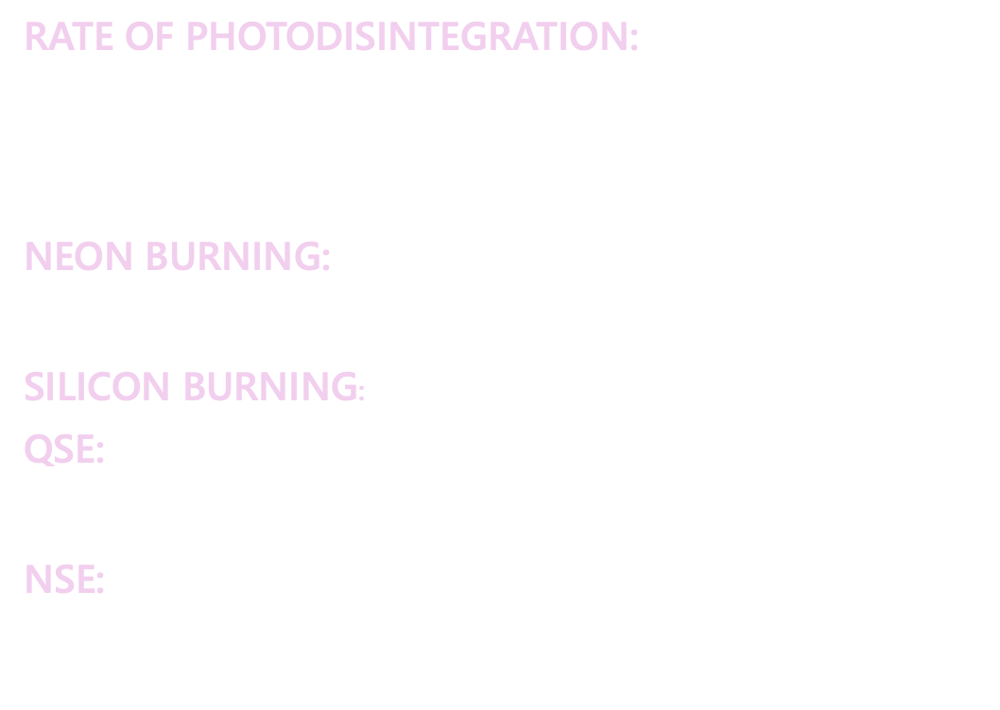 RATE OF PHOTODISINTEGRATION:
NEON BURNING:
SILICON BURNING:
QSE:
NSE: